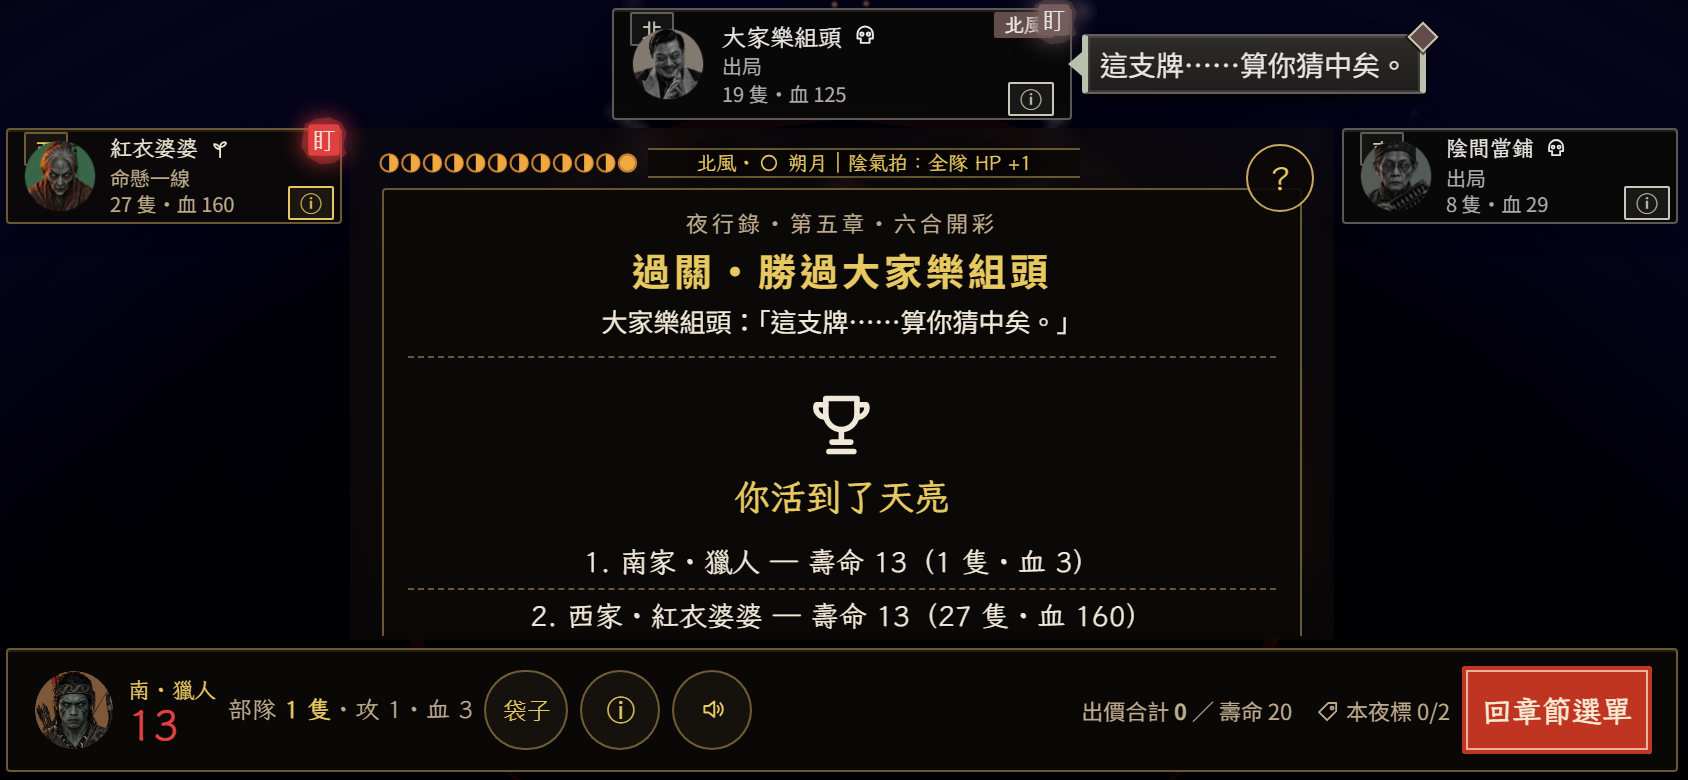 大家樂組頭
出局
19 隻・血 125
盯
這支牌⋯⋯算你猜中矣。
紅衣婆婆
命懸一線
27 隻・血 160
盯
北風・〇 朔月｜陰氣拍：全隊 HP +1
?
陰間當鋪
出局
8 隻・血 29
夜行錄・第五章・六合開彩
過關・勝過大家樂組頭
大家樂組頭：「這支牌⋯⋯算你猜中矣。」
你活到了天亮
1. 南家・獵人 — 壽命 13（1 隻・血 3）
2. 西家・紅衣婆婆 — 壽命 13（27 隻・血 160）
南・獵人
13
部隊 1 隻・攻 1・血 3
袋子
出價合計 0 ／ 壽命 20
本夜標 0/2
回章節選單